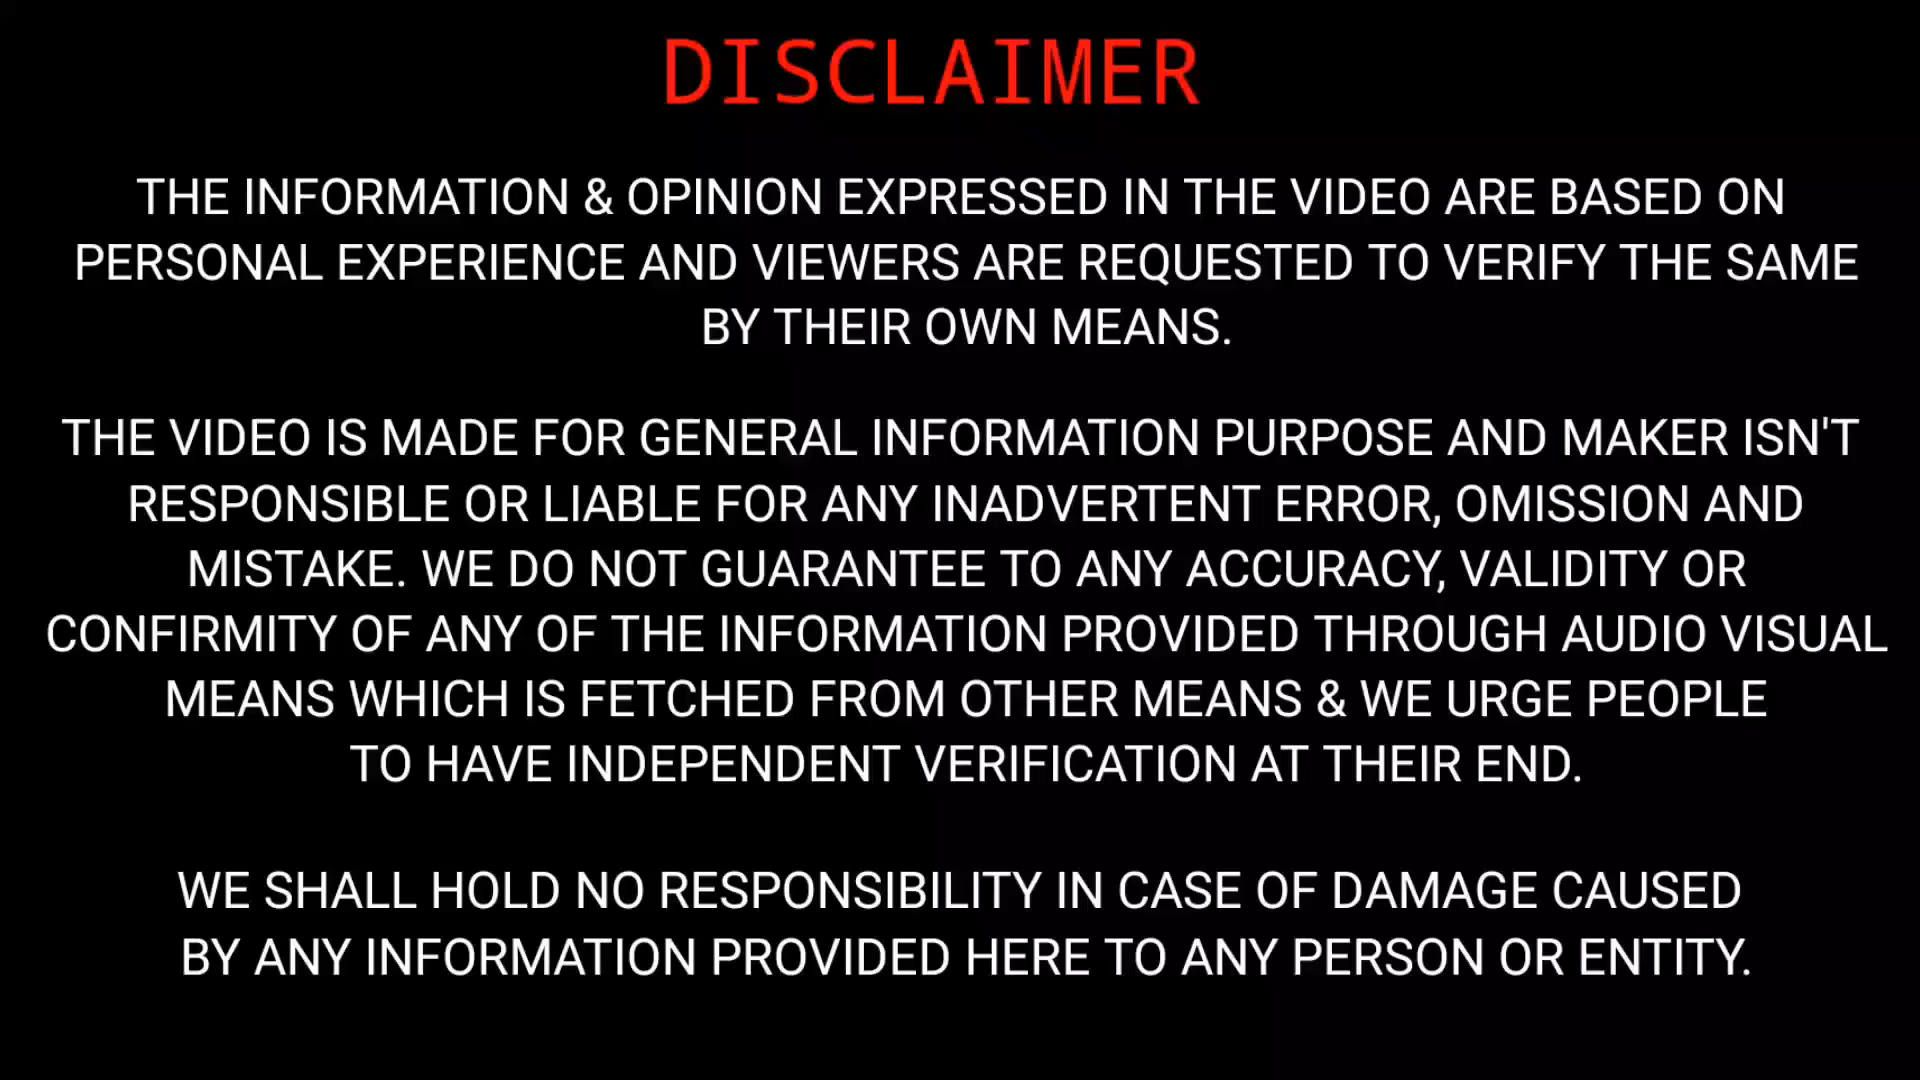 DISCLAIMER
THE INFORMATION & OPINION EXPRESSED IN THE VIDEO ARE BASED ON
PERSONAL EXPERIENCE AND VIEWERS ARE REQUESTED TO VERIFY THE SAME
BY THEIR OWN MEANS.
THE VIDEO IS MADE FOR GENERAL INFORMATION PURPOSE AND MAKER ISN'T
RESPONSIBLE OR LIABLE FOR ANY INADVERTENT ERROR, OMISSION AND
MISTAKE. WE DO NOT GUARANTEE TO ANY ACCURACY, VALIDITY OR
CONFIRMITY OF ANY OF THE INFORMATION PROVIDED THROUGH AUDIO VISUAL
MEANS WHICH IS FETCHED FROM OTHER MEANS & WE URGE PEOPLE
TO HAVE INDEPENDENT VERIFICATION AT THEIR END.
WE SHALL HOLD NO RESPONSIBILITY IN CASE OF DAMAGE CAUSED
BY ANY INFORMATION PROVIDED HERE TO ANY PERSON OR ENTITY.